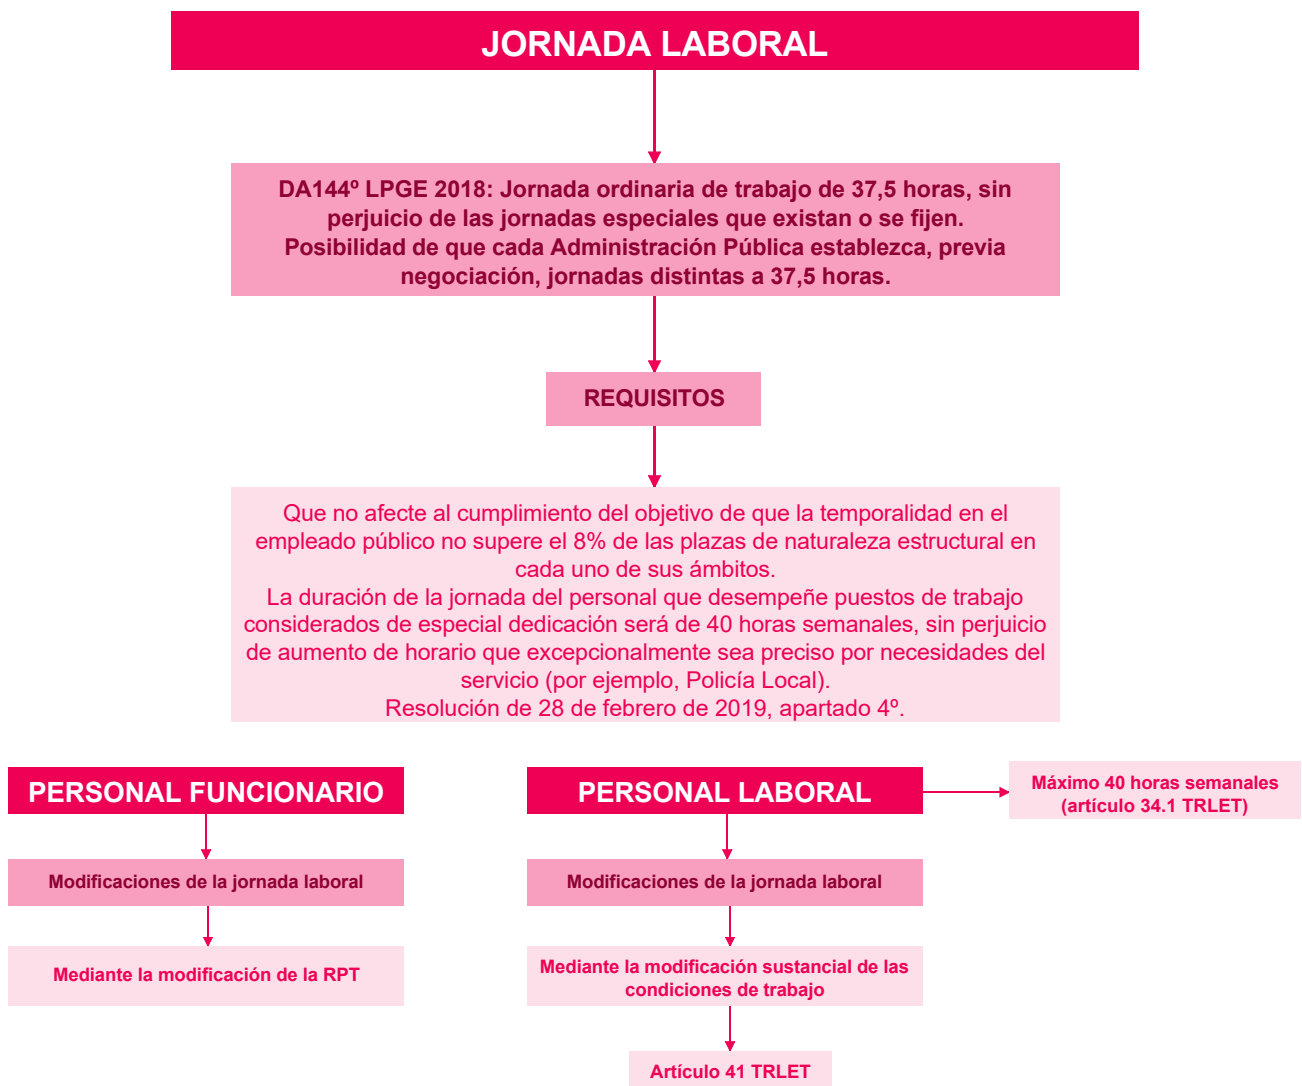 JORNADA LABORAL
DA144º LPGE 2018: Jornada ordinaria de trabajo de 37,5 horas, sin
perjuicio de las jornadas especiales que existan o se fijen.
Posibilidad de que cada Administración Pública establezca, previa
negociación, jornadas distintas a 37,5 horas.
REQUISITOS
Que no afecte al cumplimiento del objetivo de que la temporalidad en el
empleado público no supere el 8% de las plazas de naturaleza estructural en
cada uno de sus ámbitos.
La duración de la jornada del personal que desempeñe puestos de trabajo
considerados de especial dedicación será de 40 horas semanales, sin perjuicio
de aumento de horario que excepcionalmente sea preciso por necesidades del
servicio (por ejemplo, Policía Local).
Resolución de 28 de febrero de 2019, apartado 4º.
PERSONAL FUNCIONARIO
Modificaciones de la jornada laboral
Mediante la modificación de la RPT
PERSONAL LABORAL
Máximo 40 horas semanales
(artículo 34.1 TRLET)
Modificaciones de la jornada laboral
Mediante la modificación sustancial de las
condiciones de trabajo
Artículo 41 TRLET